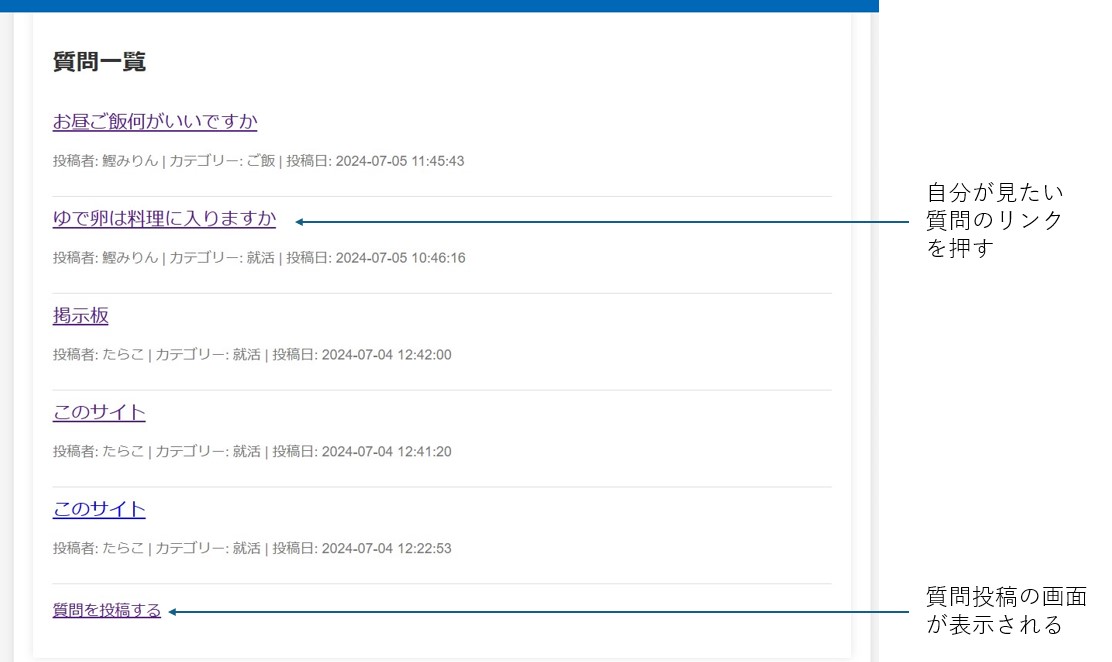 質問一覧
お昼ご飯何がいいですか
投稿者: 鰹みりん | カテゴリー: ご飯 | 投稿日: 2024-07-05 11:45:43
ゆで卵は料理に入りますか
投稿者: 鰹みりん | カテゴリー: 就活 | 投稿日: 2024-07-05 10:46:16
自分が見たい
質問のリンク
を押す
掲示板
投稿者: たらこ | カテゴリー: 就活 | 投稿日: 2024-07-04 12:42:00
このサイト
投稿者: たらこ | カテゴリー: 就活 | 投稿日: 2024-07-04 12:41:20
このサイト
投稿者: たらこ | カテゴリー: 就活 | 投稿日: 2024-07-04 12:22:53
質問を投稿する
質問投稿の画面
が表示される